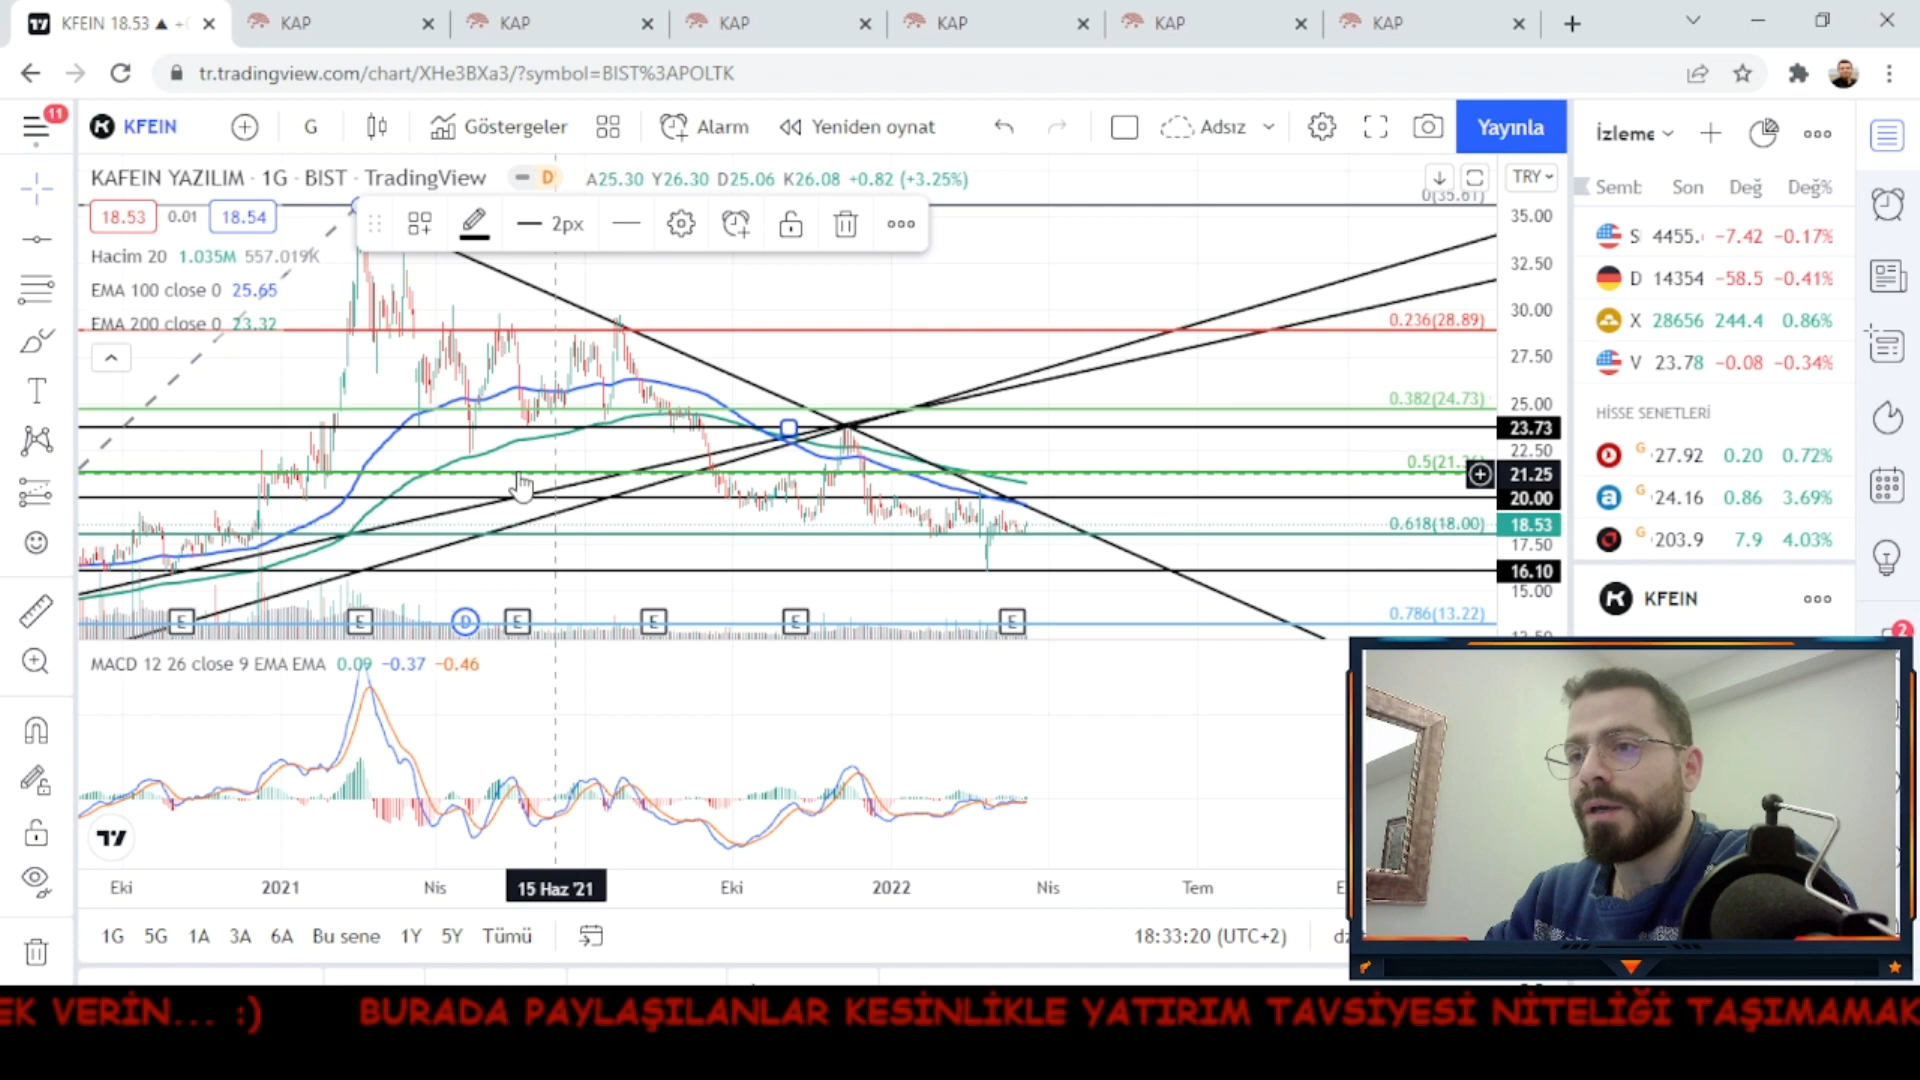 KFEIN 18.53 ▲ +
KAP
KAP
KAP
KAP
KAP
KAP
tr.tradingview.com/chart/XHe3BXa3/?symbol=BIST%3APOLTK
11
KFEIN
G
Göstergeler
Alarm
Yeniden oynat
Adsız
Yayınla
KAFEIN YAZILIM · 1G · BIST · TradingView
D
A25.30 Y26.30 D25.06 K26.08 +0.82 (+3.25%)
TRY
18.53 0.01 18.54
2px
Hacim 20 1.035M 557.019K
EMA 100 close 0 25.65
EMA 200 close 0 23.32
0(35.61)
0.236(28.89)
0.382(24.73)
0.618(18.00)
0.786(13.22)
35.00
32.50
30.00
27.50
25.00
23.73
22.50
21.25
20.00
18.53
17.50
16.10
15.00
12.50
E
E
D
E
E
E
E
MACD 12 26 close 9 EMA EMA 0.09 −0.37 −0.46
Eki
2021
Nis
15 Haz '21
Eki
2022
Nis
Tem
1G 5G 1A 3A 6A Bu sene 1Y 5Y Tümü
18:33:20 (UTC+2)
İzleme
Semb Son Değ Değ%
S 4455. −7.42 −0.17%
D 14354 −58.5 −0.41%
X 28656 244.4 0.86%
V 23.78 −0.08 −0.34%
HİSSE SENETLERİ
G 27.92 0.20 0.72%
G 24.16 0.86 3.69%
G 203.9 7.9 4.03%
KFEIN
2
EK VERİN... :) BURADA PAYLAŞILANLAR KESİNLİKLE YATIRIM TAVSİYESİ NİTELİĞİ TAŞIMAMAK